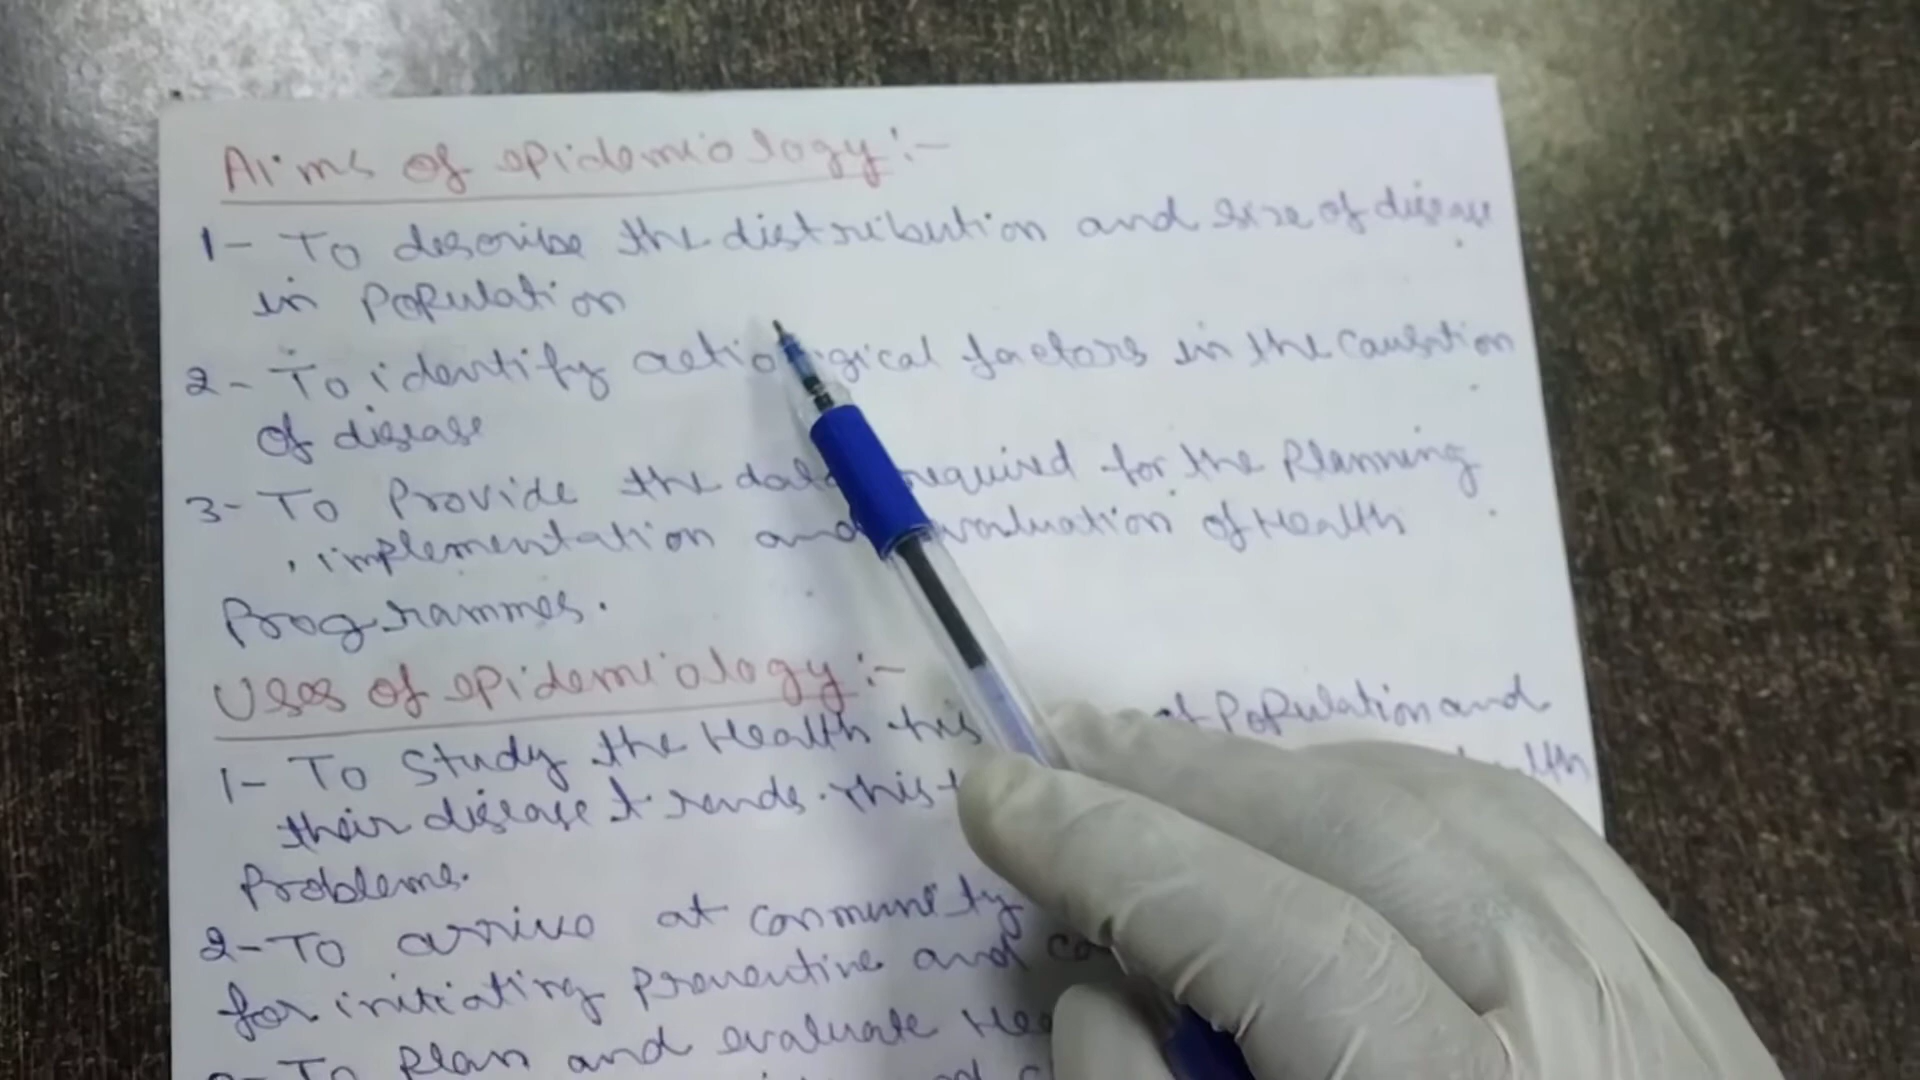 Aims of epidemiology:-
1- To describe the distribution and size of disease
in population
2- To identify aetiological factors in the causation
of disease
3- To Provide the data required for the Planning
, implementation and evaluation of Health
Programmes.
Uses of epidemiology:-
1- To study the Health of Population and
their disease trends. This
Problems.
2- To arrive at community
for initiating preventive and
To Plan and evaluate